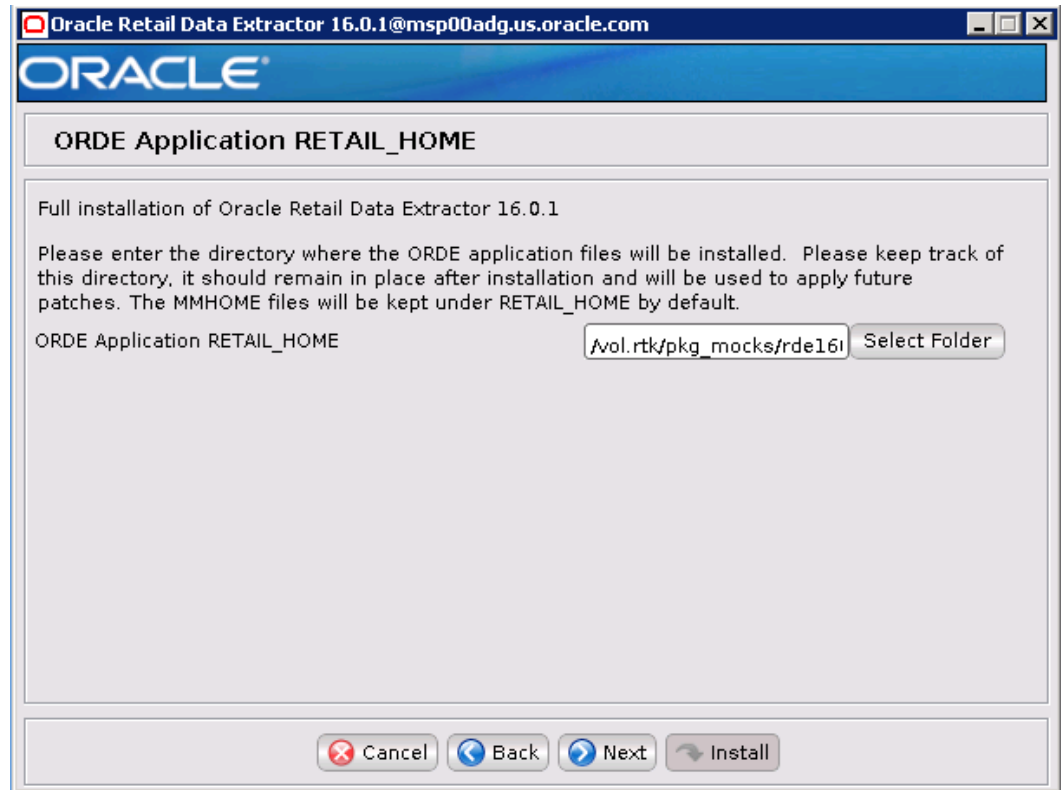 Oracle Retail Data Extractor 16.0.1@msp00adg.us.oracle.com
ORACLE
ORDE Application RETAIL_HOME
Full installation of Oracle Retail Data Extractor 16.0.1
Please enter the directory where the ORDE application files will be installed.  Please keep track of
this directory, it should remain in place after installation and will be used to apply future
patches. The MMHOME files will be kept under RETAIL_HOME by default.
ORDE Application RETAIL_HOME /vol.rtk/pkg_mocks/rde16 Select Folder
Cancel Back Next Install